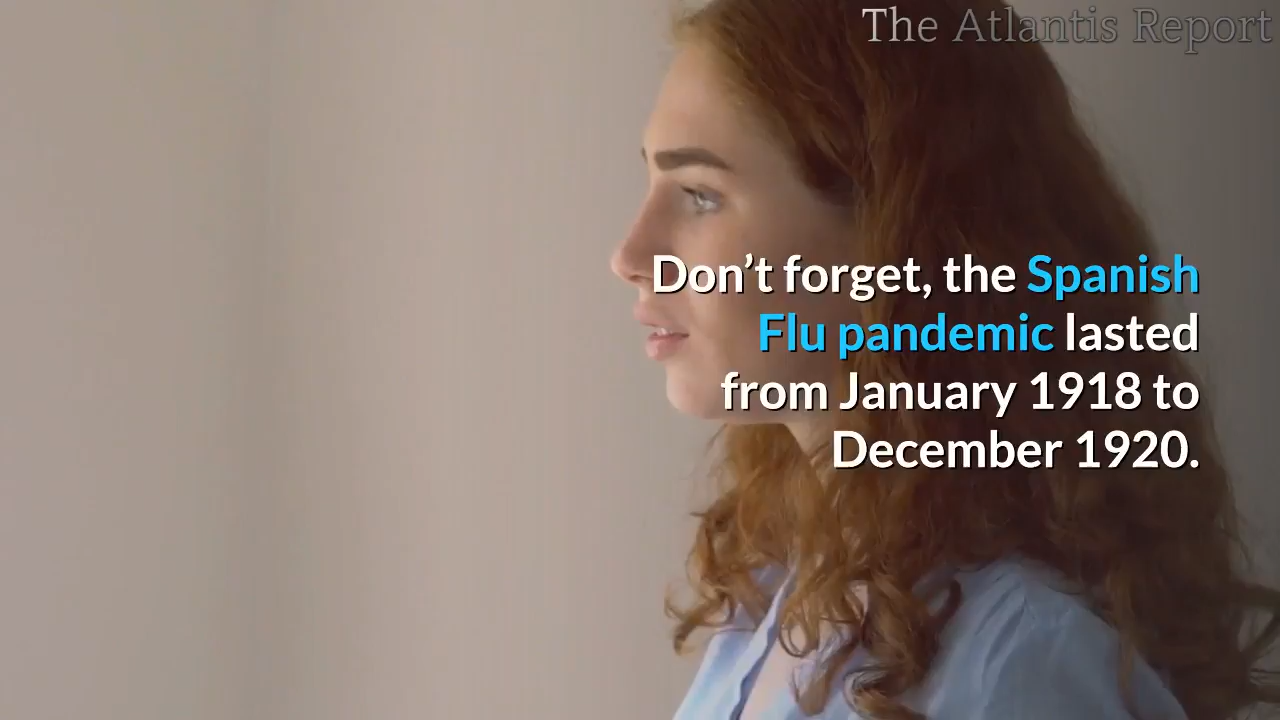 The Atlantis Report
Don’t forget, the Spanish
Flu pandemic lasted
from January 1918 to
December 1920.